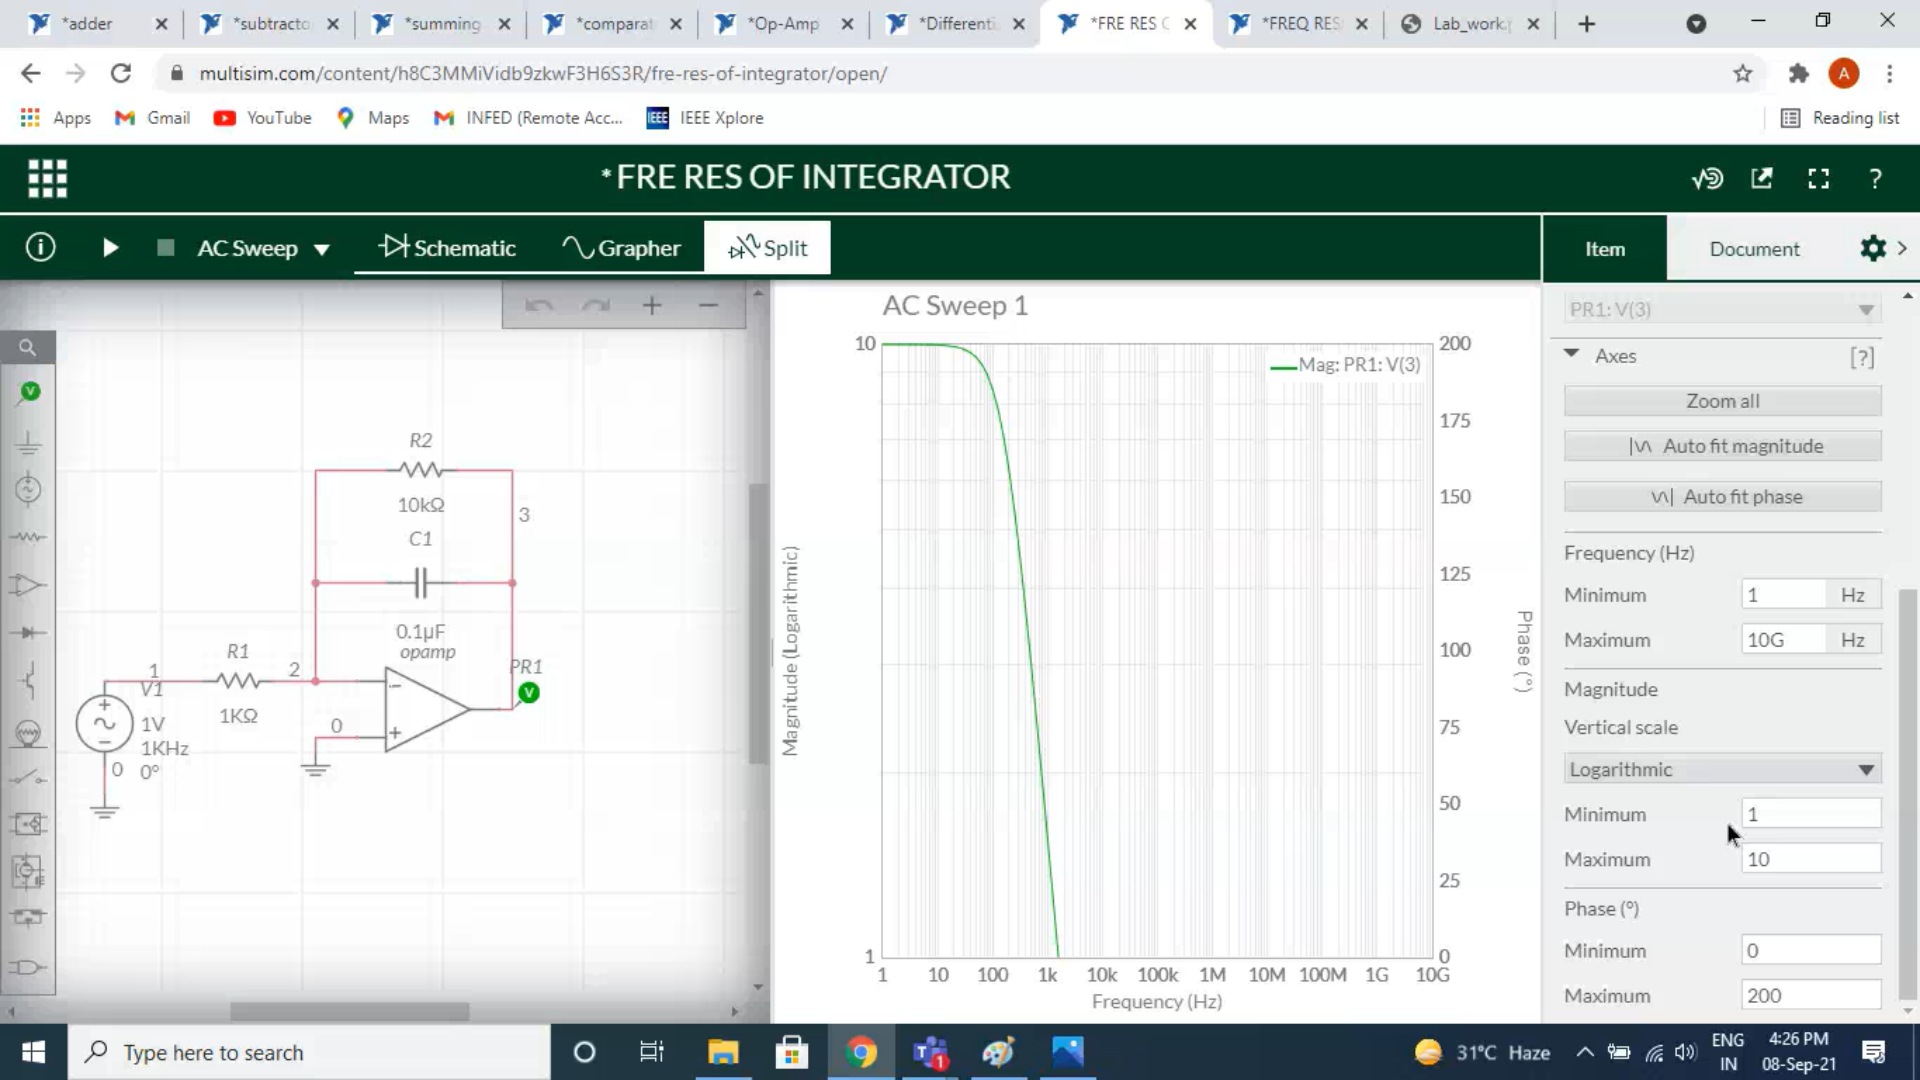 *adder
*subtracto
*summing
*comparat
*Op-Amp
*Differenti
*FRE RES O
*FREQ RES
Lab_work.
multisim.com/content/h8C3MMiVidb9zkwF3H6S3R/fre-res-of-integrator/open/
A
Apps
Gmail
YouTube
Maps
INFED (Remote Acc...
IEEE
IEEE Xplore
Reading list
* FRE RES OF INTEGRATOR
?
AC Sweep
Schematic
Grapher
Split
Item
Document
R2
10kΩ
3
C1
0.1µF
opamp
R1
1KΩ
1
2
V1
1V
1KHz
0°
0
0
PR1
V
V
AC Sweep 1
Mag: PR1: V(3)
Magnitude (Logarithmic)
10
1
1 10 100 1k 10k 100k 1M 10M 100M 1G 10G
Frequency (Hz)
200
175
150
125
100
75
50
25
0
Phase (°)
PR1: V(3)
Axes [?]
Zoom all
Auto fit magnitude
Auto fit phase
Frequency (Hz)
Minimum 1 Hz
Maximum 10G Hz
Magnitude
Vertical scale
Logarithmic
Minimum 1
Maximum 10
Phase (°)
Minimum 0
Maximum 200
Type here to search
1
31°C Haze
ENG
IN
4:26 PM
08-Sep-21